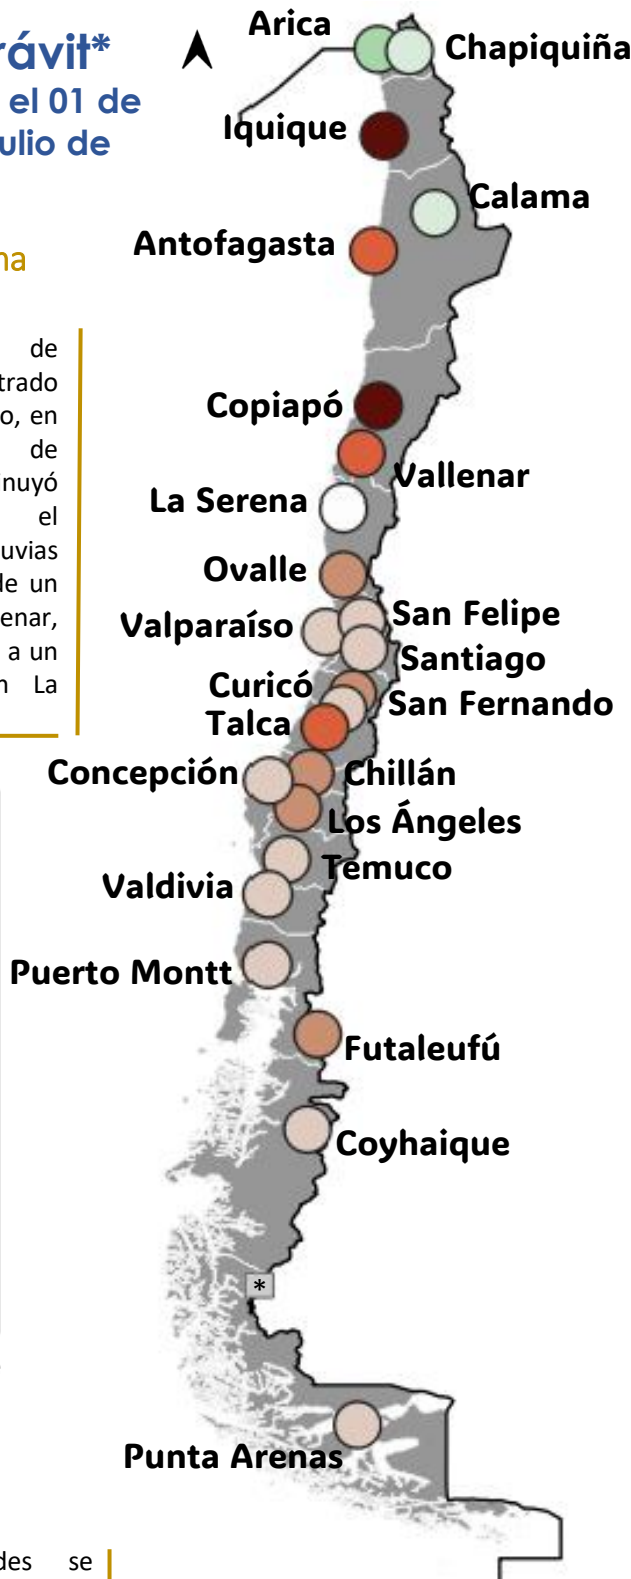 rávit*
el 01 de
ulio de
na
de
trado
o, en
de
inuyó
el
uvias
de un
enar,
a un
n La
Arica
Chapiquiña
Iquique
Calama
Antofagasta
Copiapó
Vallenar
La Serena
Ovalle
San Felipe
Valparaíso
Santiago
Curicó
San Fernando
Talca
Concepción
Chillán
Los Ángeles
Temuco
Valdivia
Puerto Montt
Futaleufú
Coyhaique
*
Punta Arenas
des se